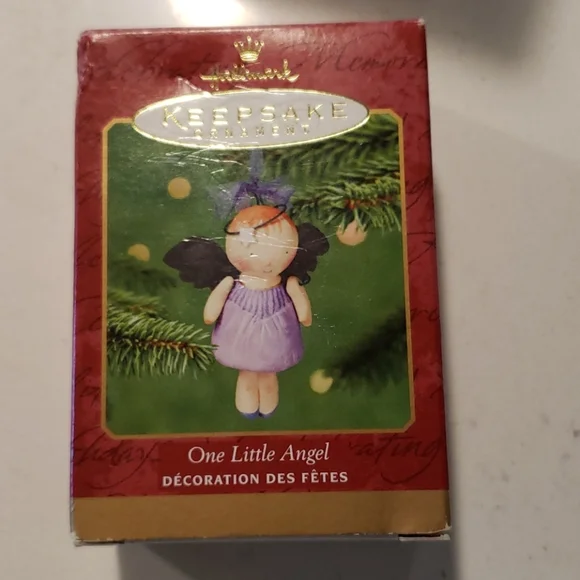 Hallmark
KEEPSAKE
ORNAMENT
One Little Angel
DÉCORATION DES FÊTES